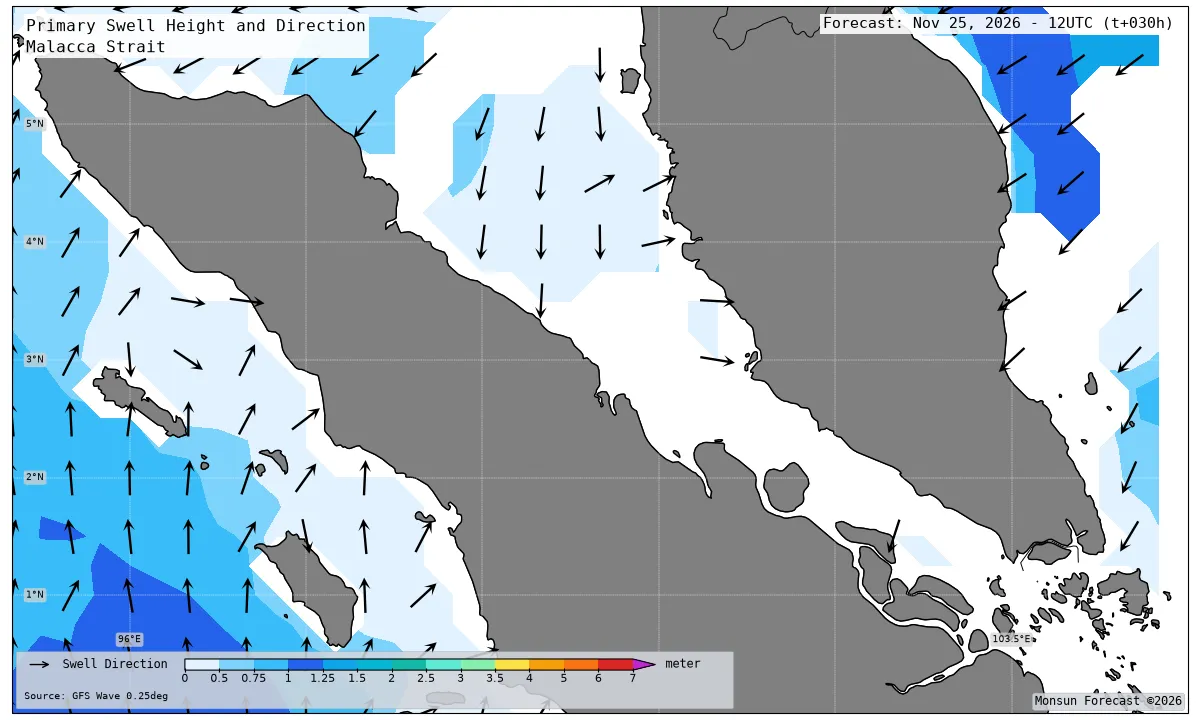 Primary Swell Height and Direction
Malacca Strait
Forecast: Nov 25, 2026 - 12UTC (t+030h)
5°N
4°N
3°N
2°N
1°N
96°E
103.5°E
Swell Direction
0 0.5 0.75 1 1.25 1.5 2 2.5 3 3.5 4 5 6 7
meter
Source: GFS Wave 0.25deg
Monsun Forecast ©2026